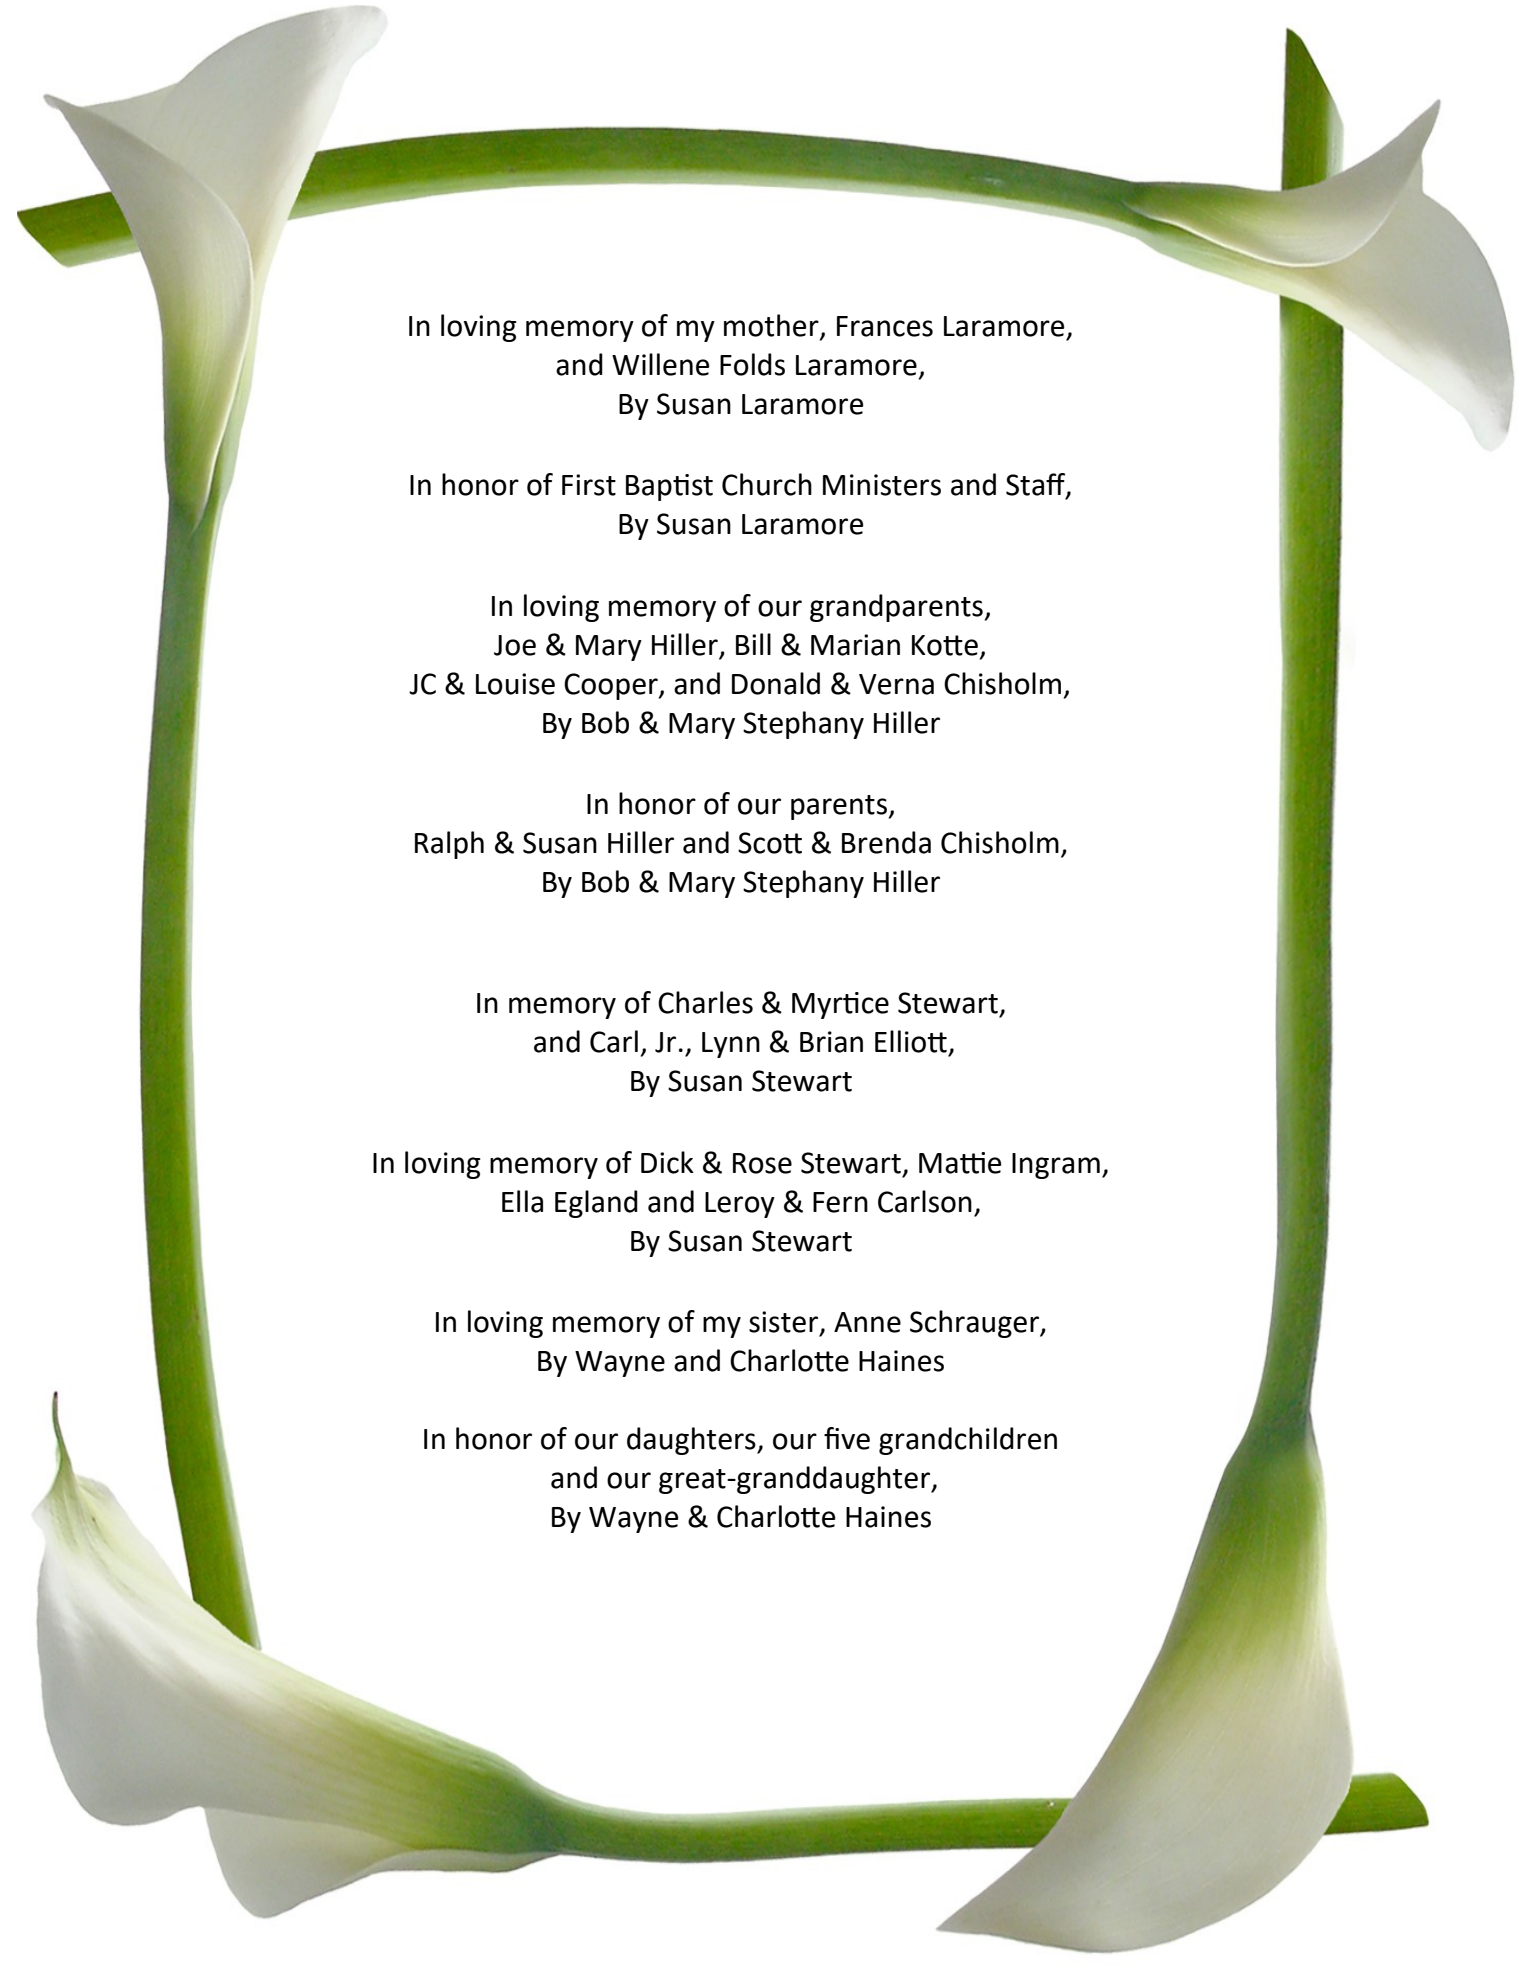 In loving memory of my mother, Frances Laramore,
and Willene Folds Laramore,
By Susan Laramore
In honor of First Baptist Church Ministers and Staff,
By Susan Laramore
In loving memory of our grandparents,
Joe & Mary Hiller, Bill & Marian Kotte,
JC & Louise Cooper, and Donald & Verna Chisholm,
By Bob & Mary Stephany Hiller
In honor of our parents,
Ralph & Susan Hiller and Scott & Brenda Chisholm,
By Bob & Mary Stephany Hiller
In memory of Charles & Myrtice Stewart,
and Carl, Jr., Lynn & Brian Elliott,
By Susan Stewart
In loving memory of Dick & Rose Stewart, Mattie Ingram,
Ella Egland and Leroy & Fern Carlson,
By Susan Stewart
In loving memory of my sister, Anne Schrauger,
By Wayne and Charlotte Haines
In honor of our daughters, our five grandchildren
and our great-granddaughter,
By Wayne & Charlotte Haines